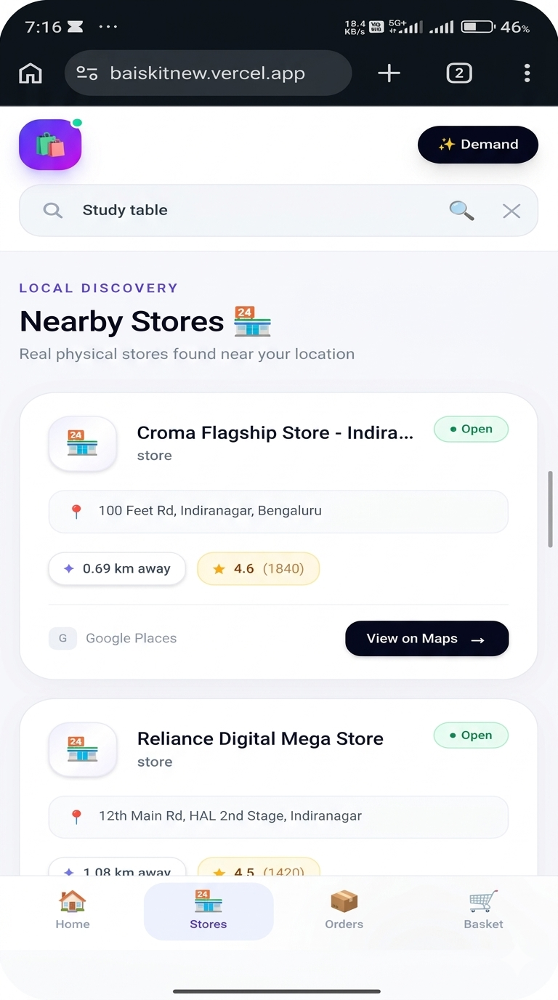 7:16 ...
18.4 KB/s 5G+ 46%
baiskitnew.vercel.app
2
✨ Demand
Study table
LOCAL DISCOVERY
Nearby Stores
Real physical stores found near your location
24
Croma Flagship Store - Indira...
Open
store
100 Feet Rd, Indiranagar, Bengaluru
0.69 km away
4.6 (1840)
G Google Places
View on Maps →
24
Reliance Digital Mega Store
Open
store
12th Main Rd, HAL 2nd Stage, Indiranagar
1.08 km away
4.5 (1420)
Home
Stores
Orders
Basket